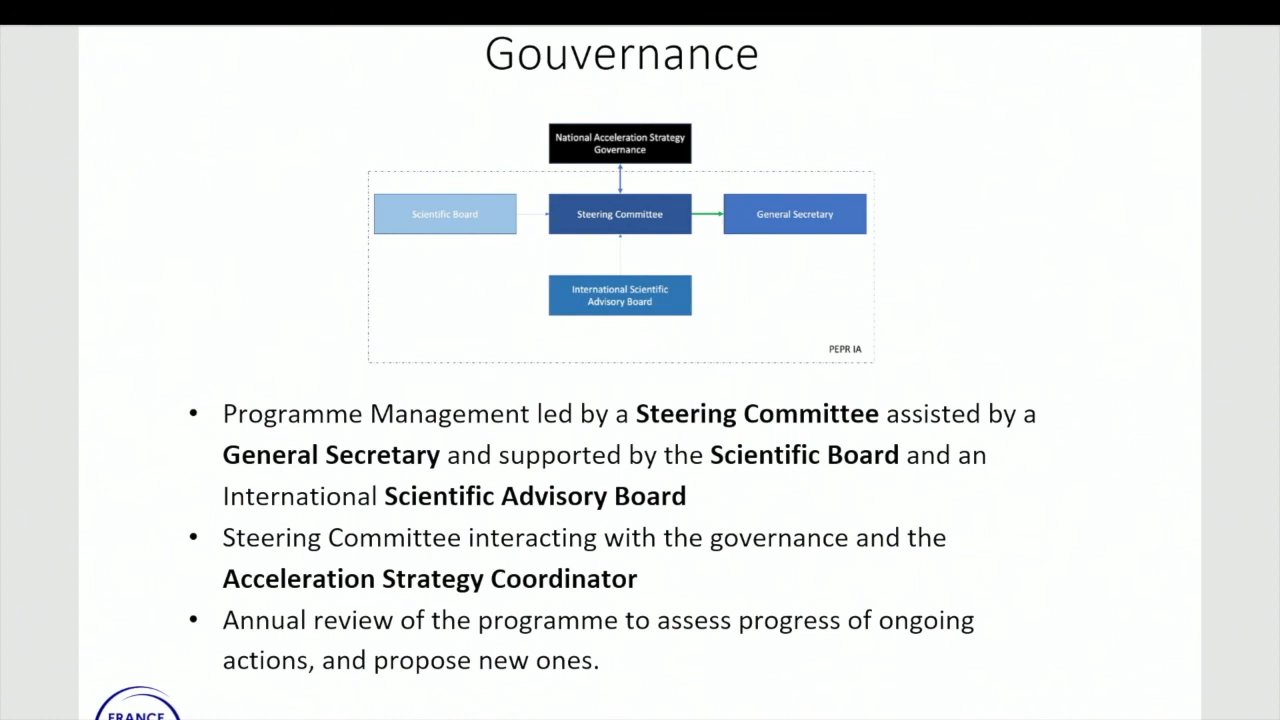 Gouvernance
National Acceleration Strategy
Governance
Scientific Board
Steering Committee
General Secretary
International Scientific
Advisory Board
PEPR IA
• Programme Management led by a Steering Committee assisted by a
General Secretary and supported by the Scientific Board and an
International Scientific Advisory Board
• Steering Committee interacting with the governance and the
Acceleration Strategy Coordinator
• Annual review of the programme to assess progress of ongoing
actions, and propose new ones.
FRANCE